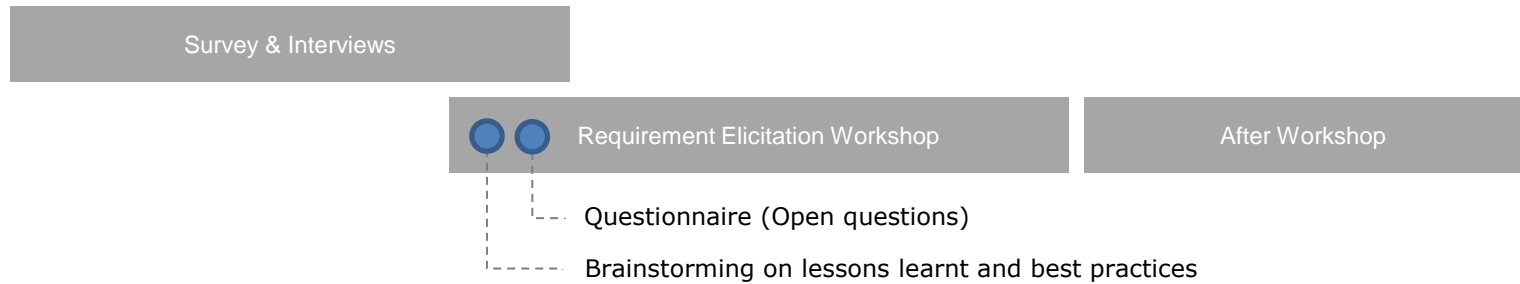 Survey & Interviews
Requirement Elicitation Workshop
After Workshop
Questionnaire (Open questions)
Brainstorming on lessons learnt and best practices